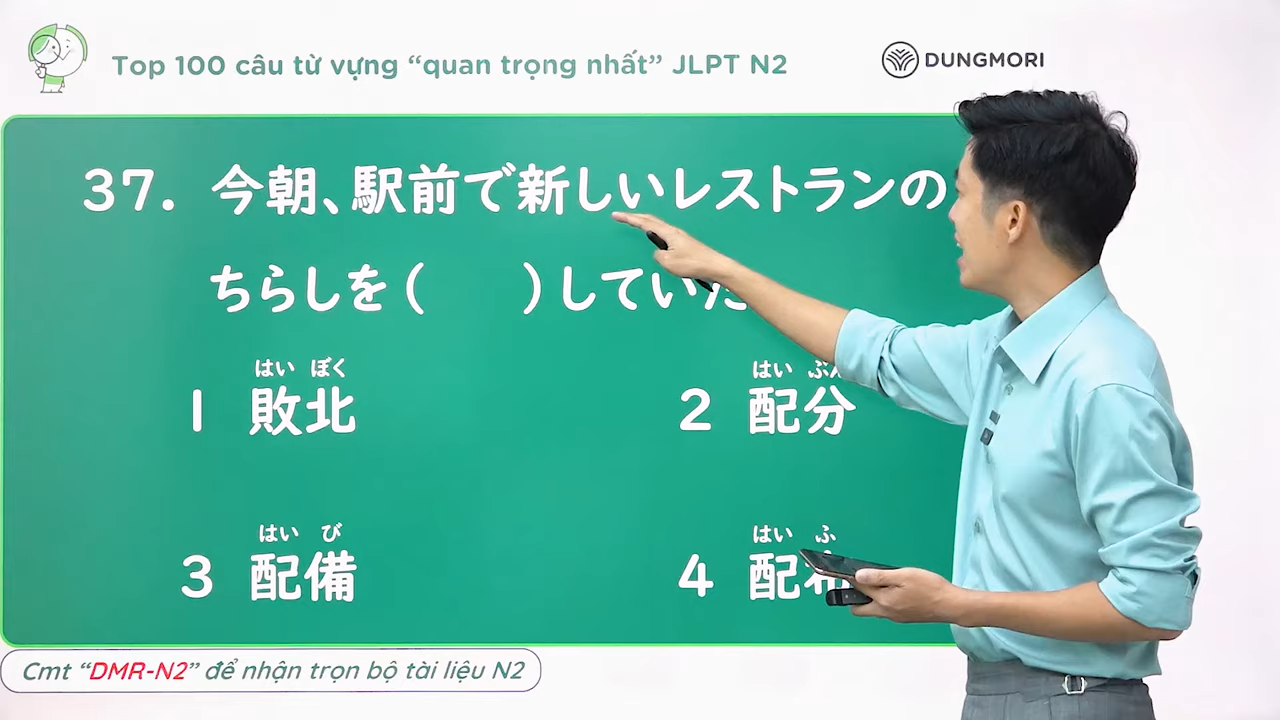 Top 100 câu từ vựng “quan trọng nhất” JLPT N2
DUNGMORI
37. 今朝、駅前で新しいレストランの
ちらしを( )してい
はい ぼく
1 敗北
はい
2 配分
はい び
3 配備
はい ふ
4 配
Cmt “DMR-N2” để nhận trọn bộ tài liệu N2